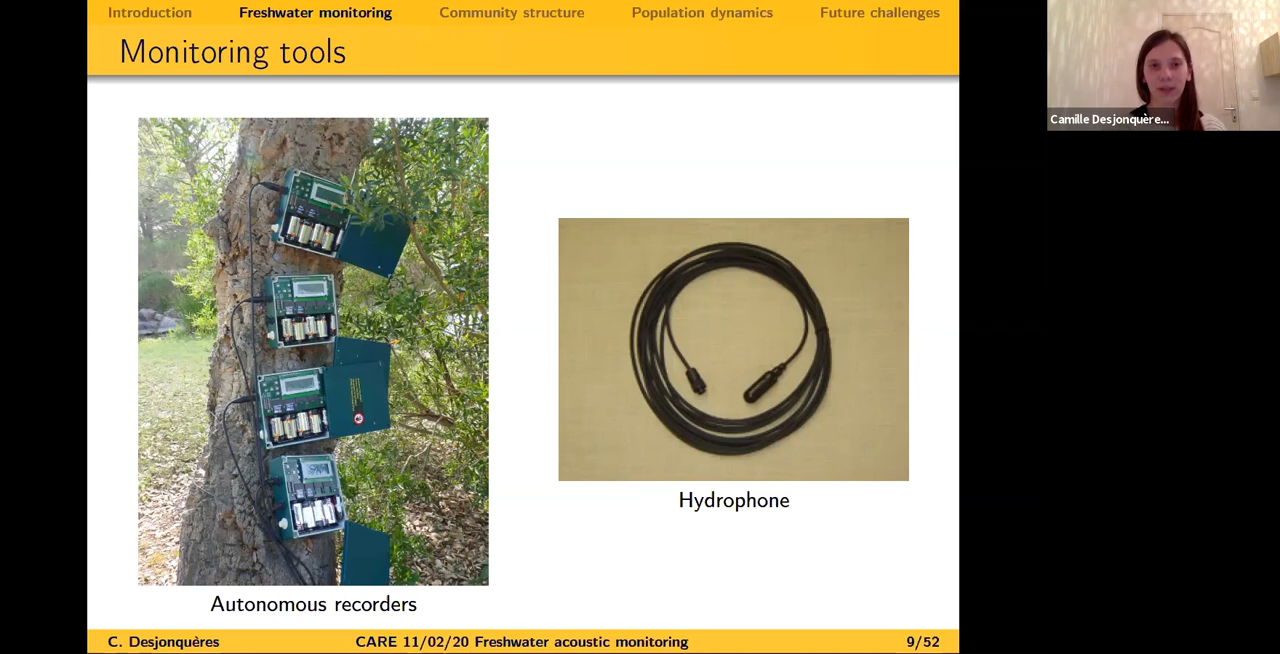 Introduction Freshwater monitoring Community structure Population dynamics Future challenges
Monitoring tools
Camille Desjonquère...
Hydrophone
Autonomous recorders
C. Desjonquères CARE 11/02/20 Freshwater acoustic monitoring 9/52